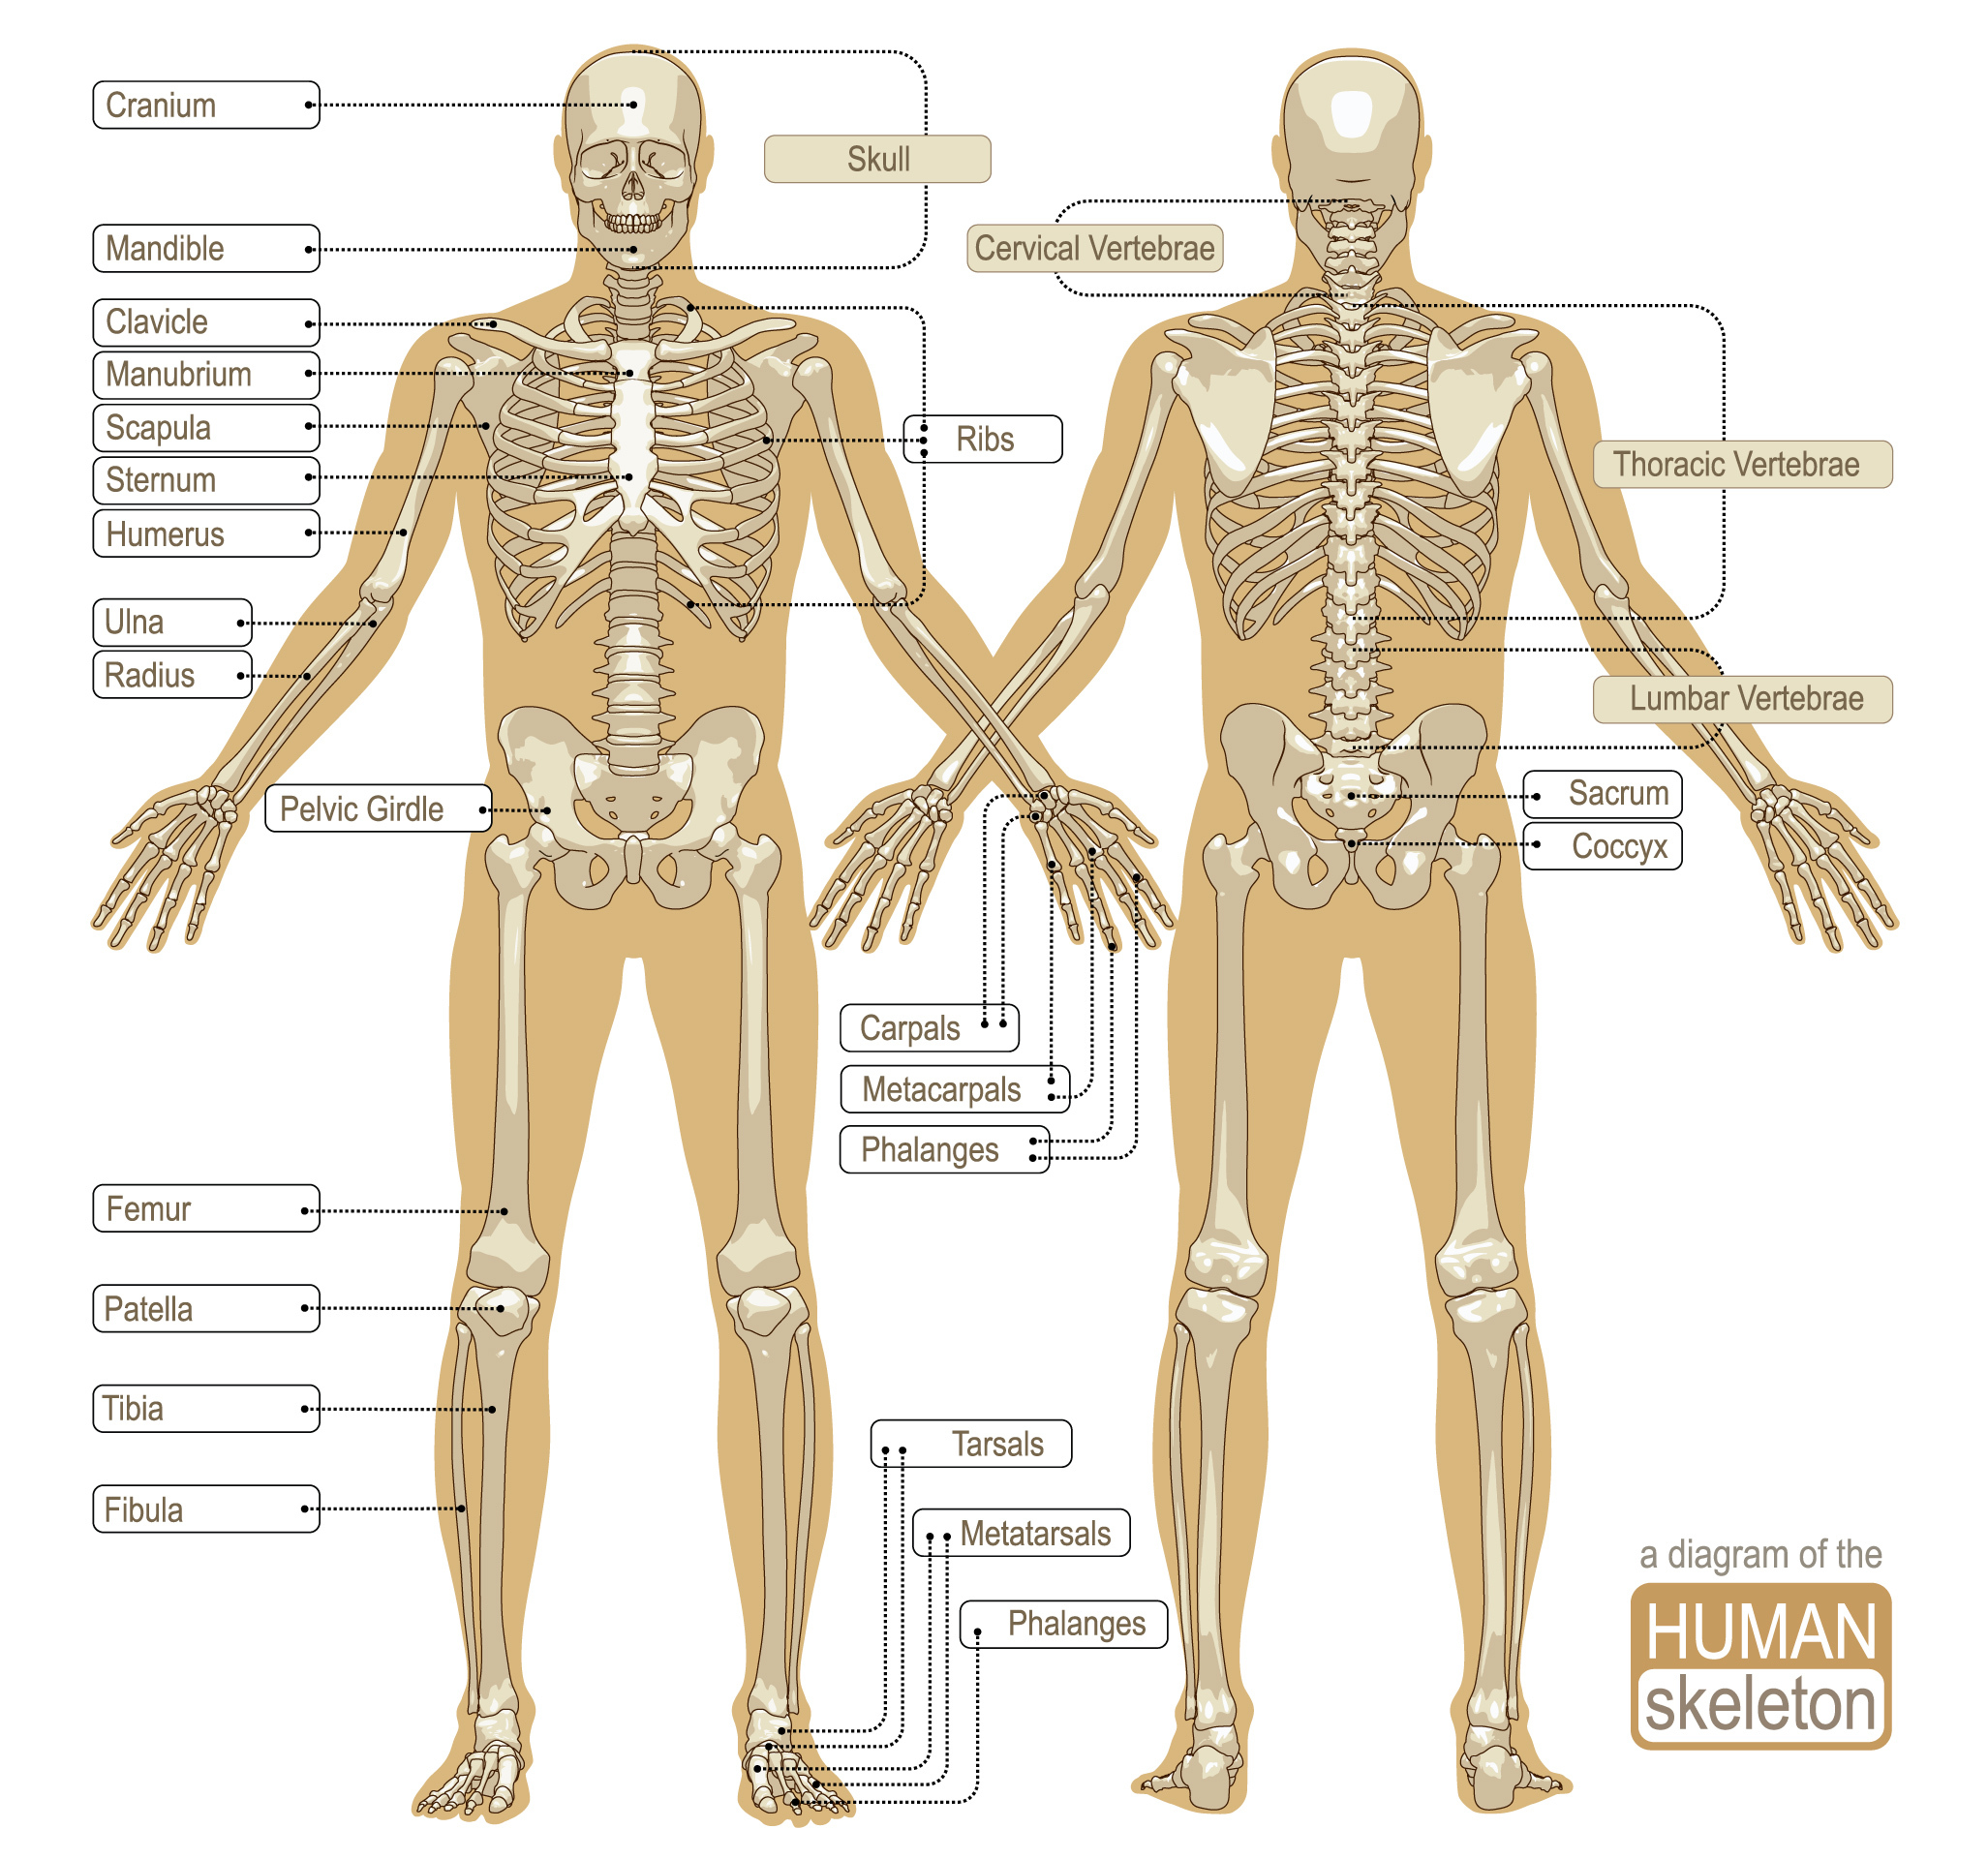 Cranium
Skull
Mandible
Cervical Vertebrae
Clavicle
Manubrium
Scapula
Ribs
Sternum
Thoracic Vertebrae
Humerus
Ulna
Radius
Lumbar Vertebrae
Pelvic Girdle
Sacrum
Coccyx
Carpals
Metacarpals
Phalanges
Femur
Patella
Tibia
Tarsals
Fibula
Metatarsals
Phalanges
a diagram of the
HUMAN
skeleton